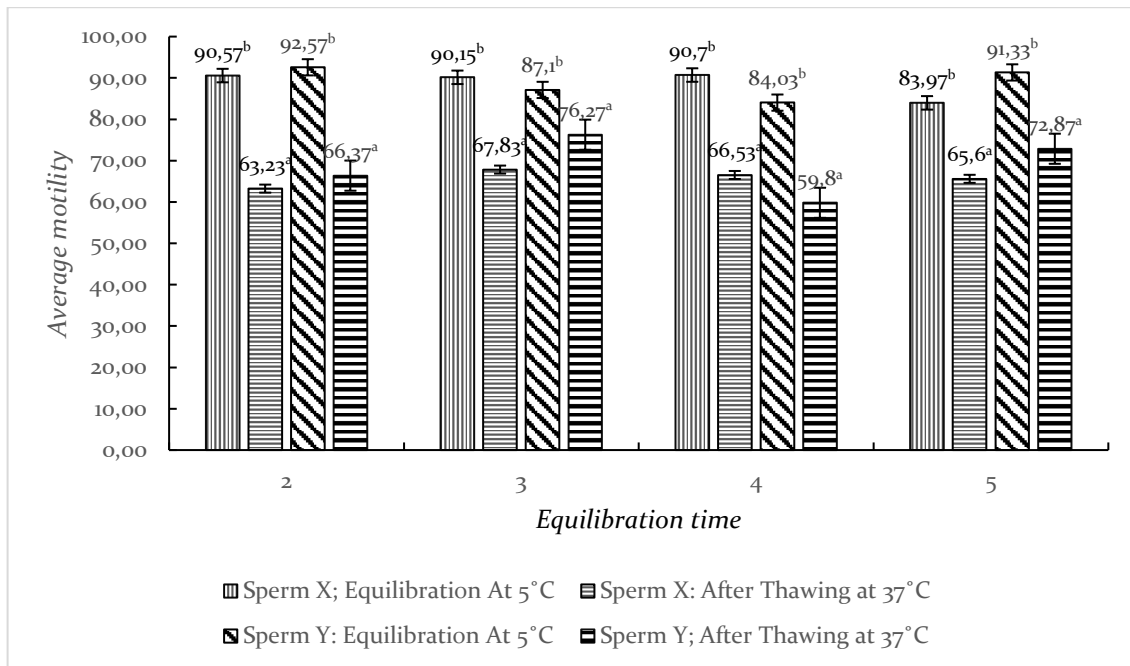 Average motility
100,00
90,00
80,00
70,00
60,00
50,00
40,00
30,00
20,00
10,00
0,00
90,57ᵇ
63,23ᵃ
92,57ᵇ
66,37ᵃ
90,15ᵇ
67,83ᵃ
87,1ᵇ
76,27ᵃ
90,7ᵇ
66,53ᵃ
84,03ᵇ
59,8ᵃ
83,97ᵇ
65,6ᵃ
91,33ᵇ
72,87ᵃ
2 3 4 5
Equilibration time
Sperm X; Equilibration At 5°C Sperm X: After Thawing at 37°C
Sperm Y: Equilibration At 5°C Sperm Y; After Thawing at 37°C